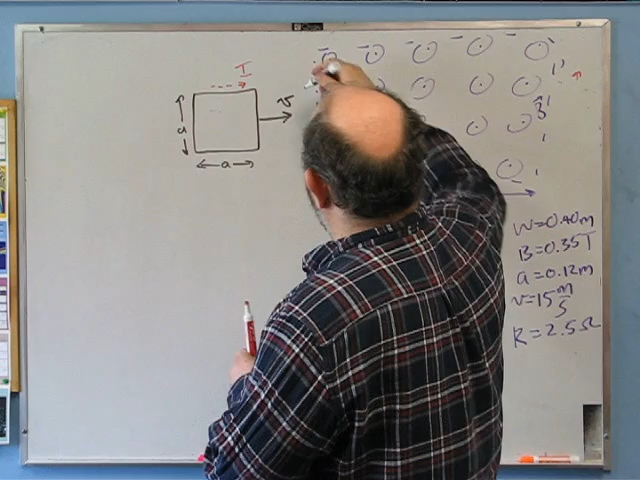 I
v
a
B
a
W=0.40m
B=0.35T
a=0.12m
v=15 m/s
R=2.5Ω